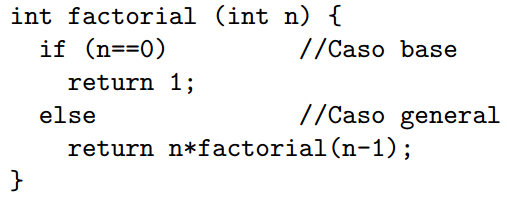 int factorial (int n) {
  if (n==0)         //Caso base
    return 1;
  else              //Caso general
    return n*factorial(n-1);
}